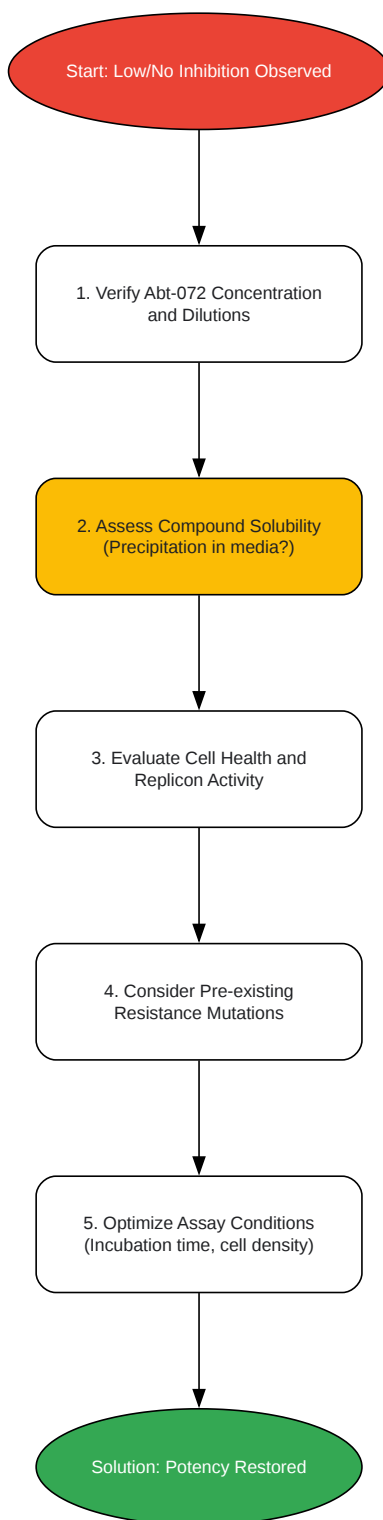 Start: Low/No Inhibition Observed
1. Verify Abt-072 Concentration
and Dilutions
2. Assess Compound Solubility
(Precipitation in media?)
3. Evaluate Cell Health and
Replicon Activity
4. Consider Pre-existing
Resistance Mutations
5. Optimize Assay Conditions
(Incubation time, cell density)
Solution: Potency Restored